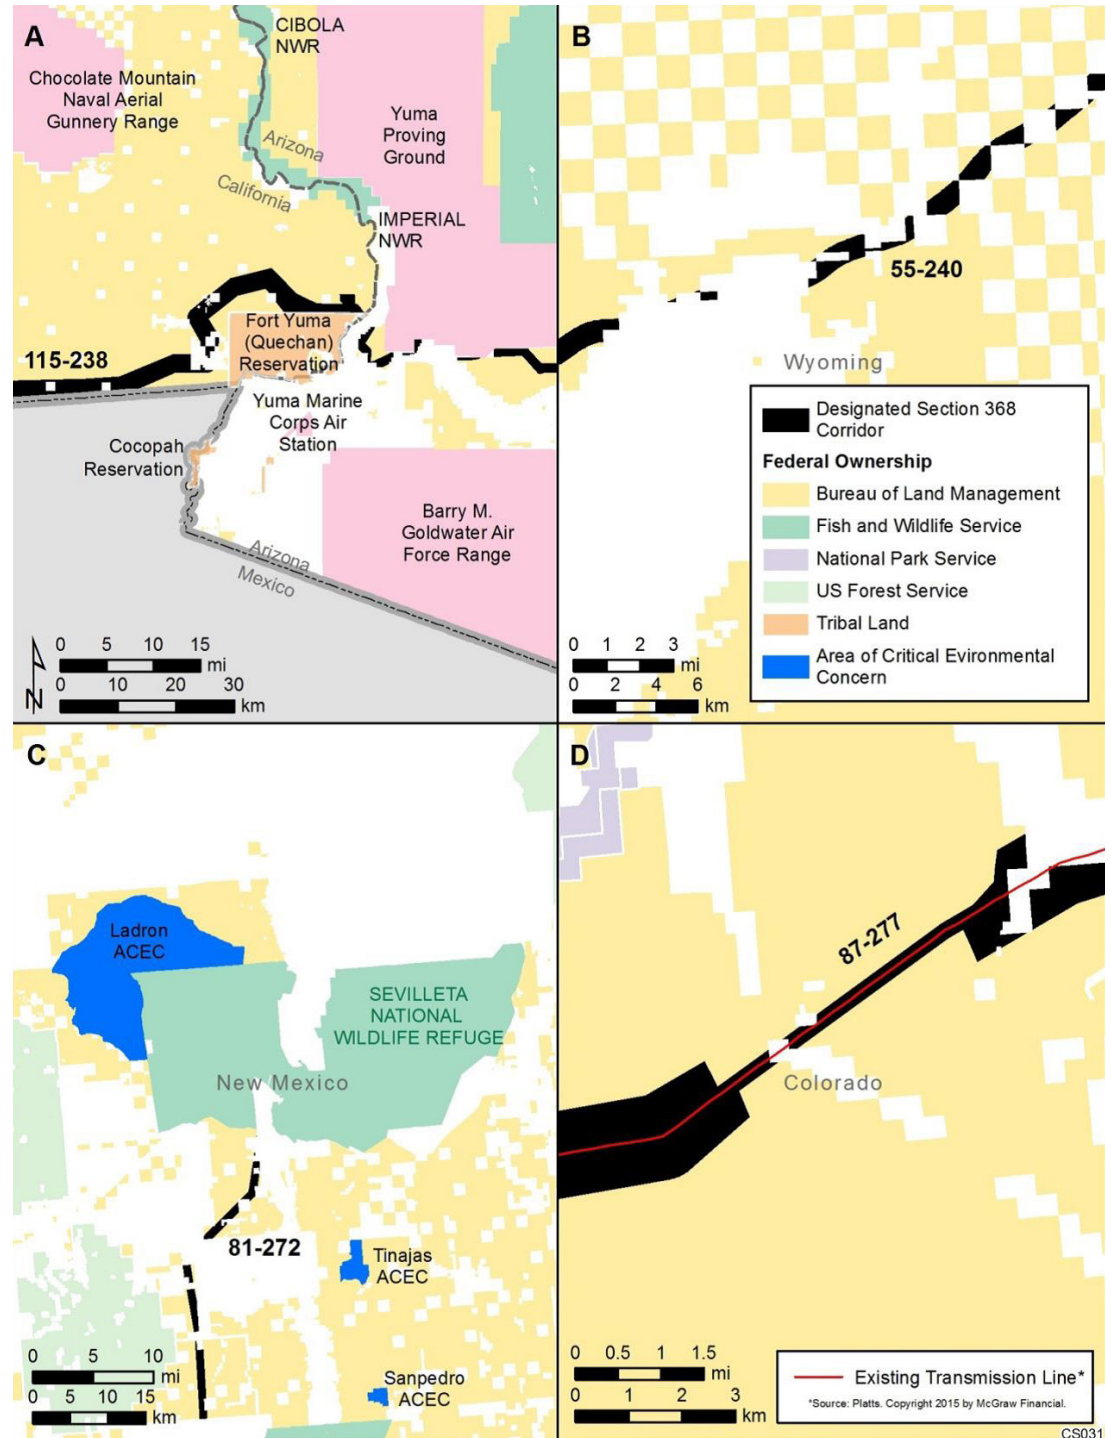 A
CIBOLA
NWR
Chocolate Mountain
Naval Aerial
Gunnery Range
Yuma
Proving
Ground
Arizona
California
IMPERIAL
NWR
Fort Yuma
(Quechan)
Reservation
115-238
Yuma Marine
Corps Air
Station
Cocopah
Reservation
Barry M.
Goldwater Air
Force Range
Arizona
Mexico
N
0 5 10 15
mi
0 10 20 30
km
B
55-240
Wyoming
Designated Section 368
Corridor
Federal Ownership
Bureau of Land Management
Fish and Wildlife Service
National Park Service
US Forest Service
Tribal Land
Area of Critical Evironmental
Concern
0 1 2 3
mi
0 2 4 6
km
C
Ladron
ACEC
SEVILLETA
NATIONAL
WILDLIFE REFUGE
New Mexico
81-272
Tinajas
ACEC
Sanpedro
ACEC
0 5 10
mi
0 5 10 15
km
D
87-277
Colorado
0 0.5 1 1.5
mi
0 1 2 3
km
Existing Transmission Line*
*Source: Platts. Copyright 2015 by McGraw Financial.
CS031